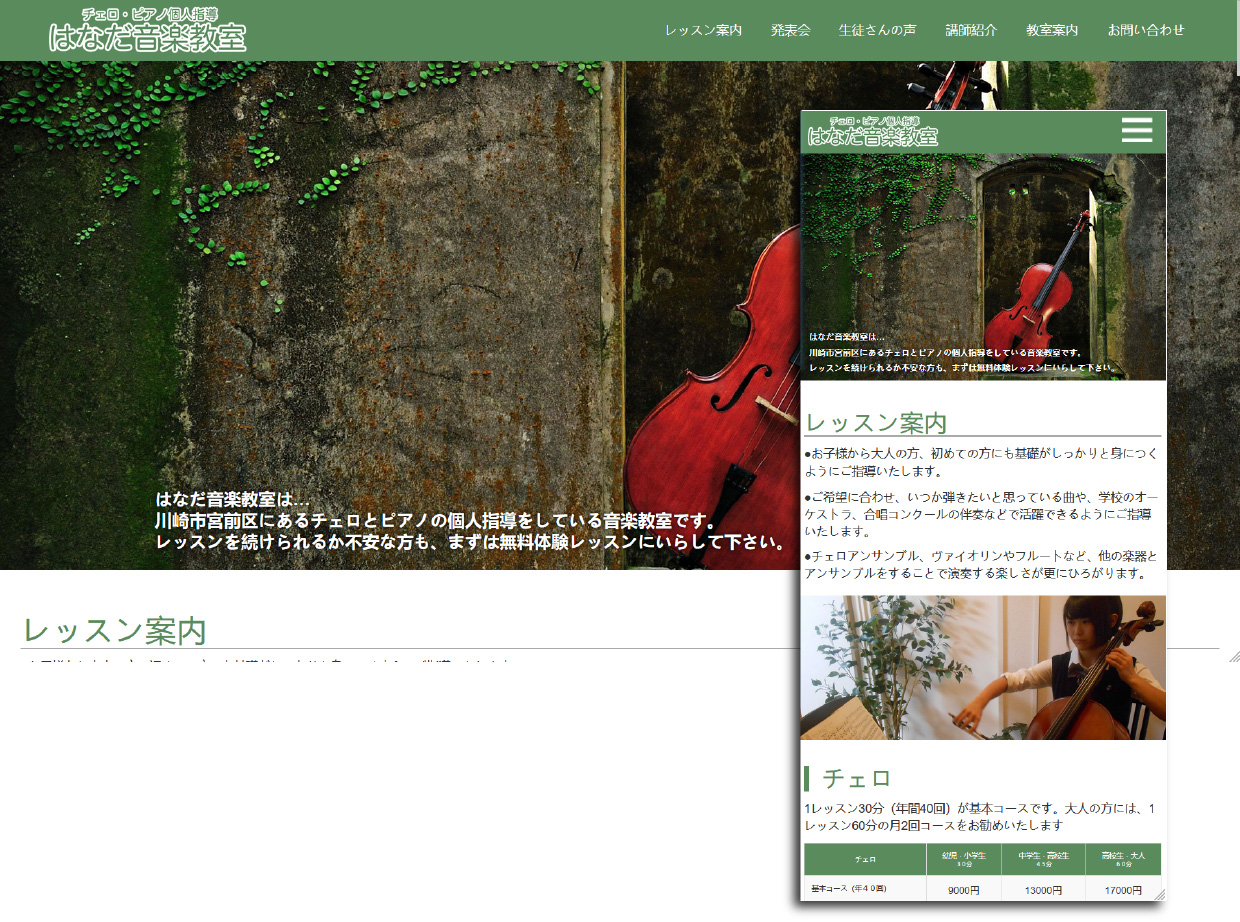 チェロ・ピアノ個人指導
はなだ音楽教室
レッスン案内 発表会 生徒さんの声 講師紹介 教室案内 お問い合わせ
はなだ音楽教室は...
川崎市宮前区にあるチェロとピアノの個人指導をしている音楽教室です。
レッスンを続けられるか不安な方も、まずは無料体験レッスンにいらして下さい。
レッスン案内
チェロ・ピアノ個人指導
はなだ音楽教室
はなだ音楽教室は...
川崎市宮前区にあるチェロとピアノの個人指導をしている音楽教室です。
レッスンを続けられるか不安な方も、まずは無料体験レッスンにいらして下さい。
レッスン案内
●お子様から大人の方、初めての方にも基礎がしっかりと身につく
ようにご指導いたします。
●ご希望に合わせ、いつか弾きたいと思っている曲や、学校のオー
ケストラ、合唱コンクールの伴奏などで活躍できるようにご指導
いたします。
●チェロアンサンブル、ヴァイオリンやフルートなど、他の楽器と
アンサンブルをすることで演奏する楽しさが更にひろがります。
チェロ
1レッスン30分（年間40回）が基本コースです。大人の方には、1
レッスン60分の月2回コースをお勧めいたします
チェロ 幼児・小学生 中学生・高校生 高校生・大人
30分 45分 60分
基本コース（年４０回） 9000円 13000円 17000円